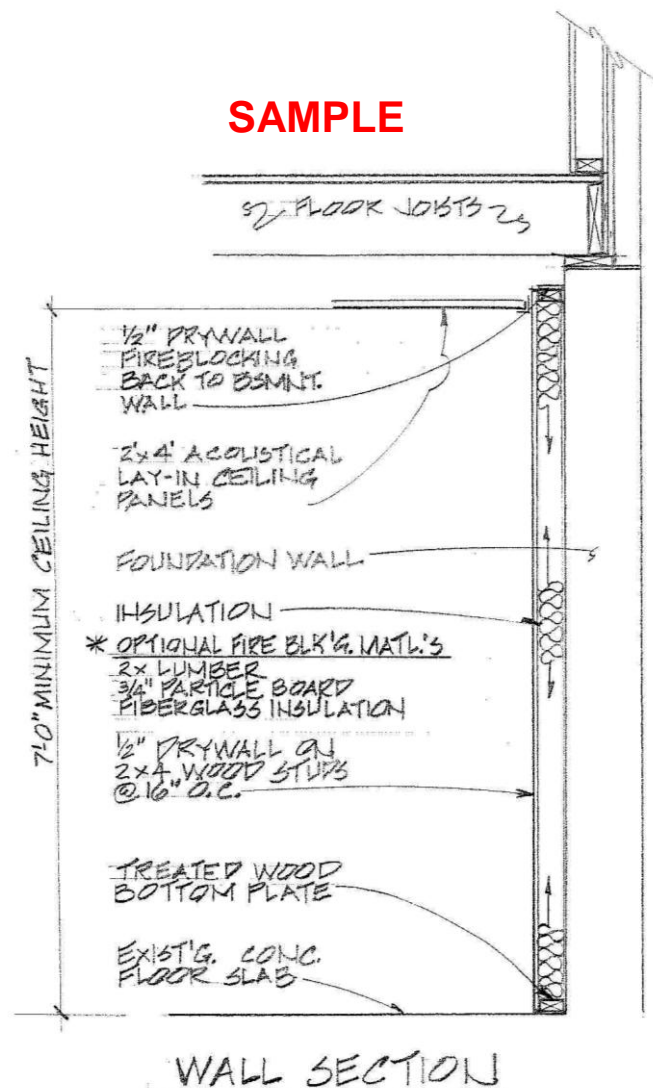 SAMPLE
FLOOR JOISTS
7'-0" MINIMUM CEILING HEIGHT
1/2" DRYWALL
FIREBLOCKING
BACK TO BSMNT.
WALL
2'x4' ACOUSTICAL
LAY-IN CEILING
PANELS
FOUNDATION WALL
INSULATION
* OPTIONAL FIRE BLK'G. MATL.'S
2x LUMBER
3/4" PARTICLE BOARD
FIBERGLASS INSULATION
1/2" DRYWALL ON
2x4 WOOD STUDS
@ 16" O.C.
TREATED WOOD
BOTTOM PLATE
EXIST'G. CONC.
FLOOR SLAB
WALL SECTION